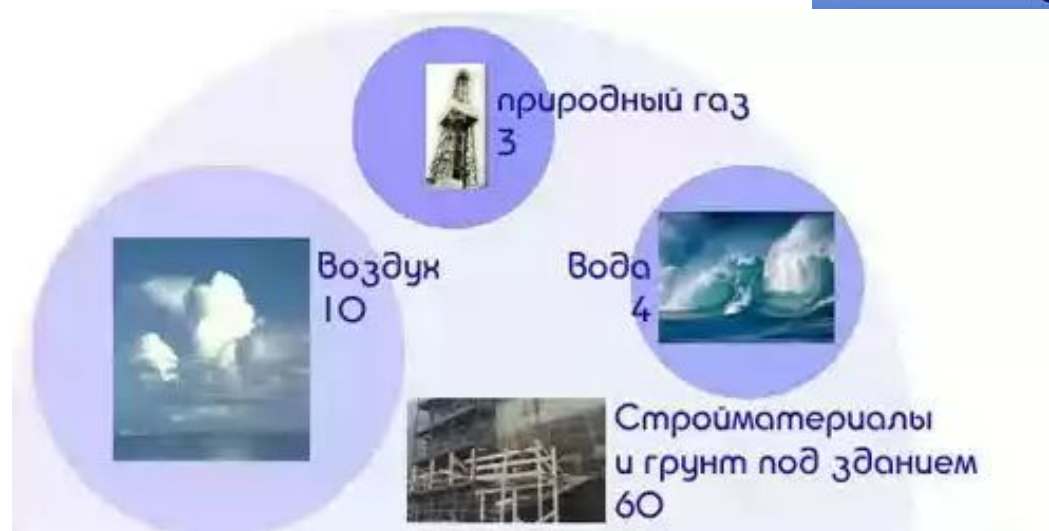 природный газ
3
Воздух
10
Вода
4
Стройматериалы
и грунт под зданием
60